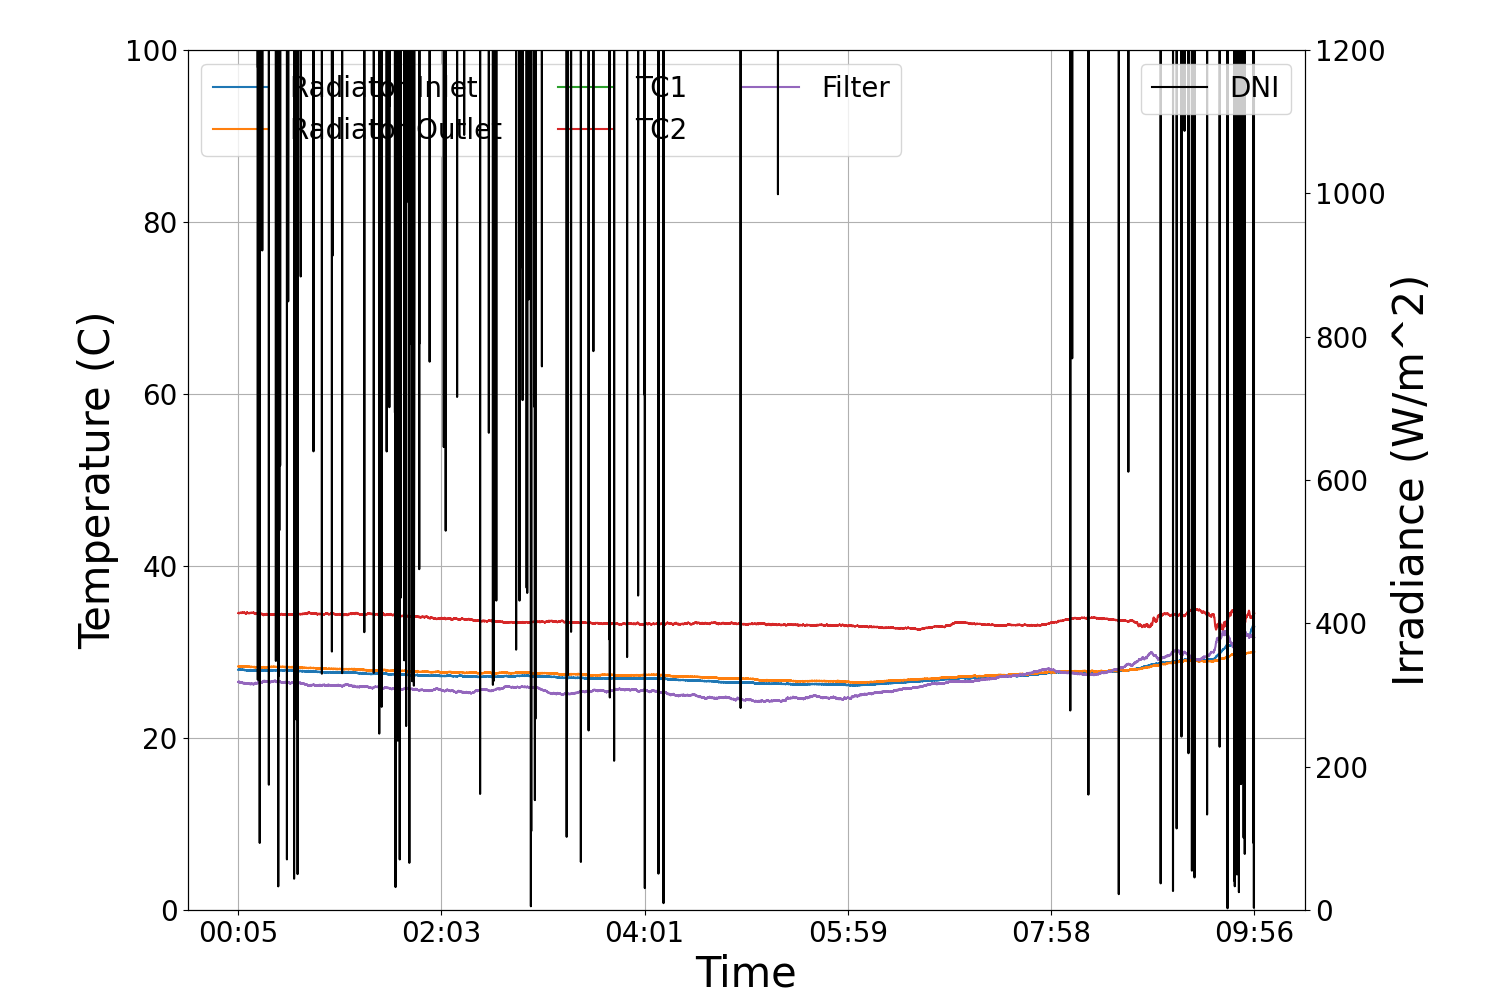 100
80
60
40
20
0
Temperature (C)
Radiator Inlet
Radiator Outlet
TC1
TC2
Filter
DNI
1200
1000
800
600
400
200
0
Irradiance (W/m^2)
00:05
02:03
04:01
05:59
07:58
09:56
Time